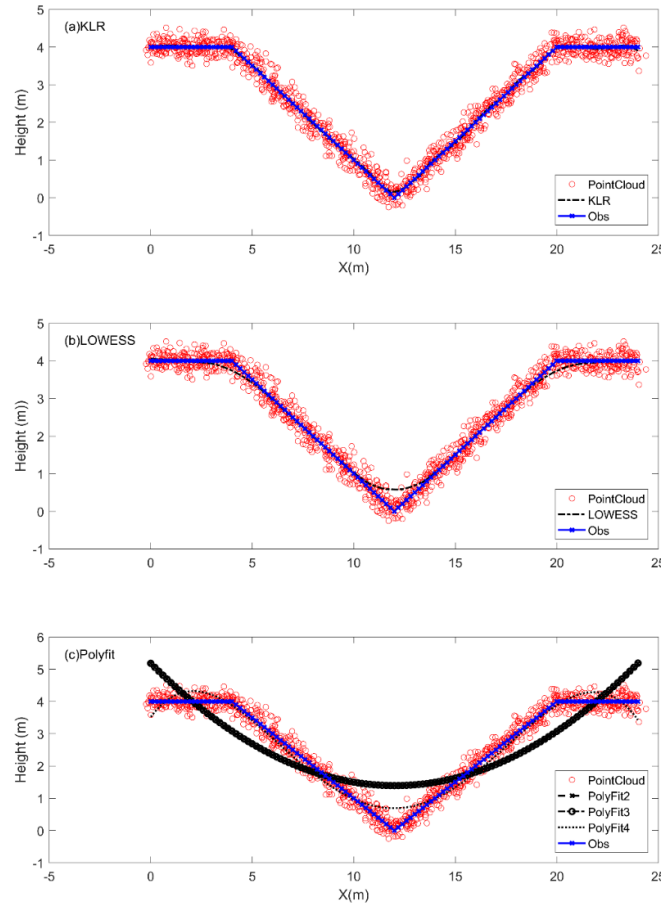 (a)KLR
5
4
3
2
1
0
-1
Height (m)
-5
0
5
10
15
20
25
X(m)
PointCloud
KLR
Obs
(b)LOWESS
5
4
3
2
1
0
-1
Height (m))
-5
0
5
10
15
20
25
PointCloud
LOWESS
Obs
(c)Polyfit
6
5
4
3
2
1
0
-1
Height (m)
-5
0
5
10
15
20
25
X(m)
PointCloud
PolyFit2
PolyFit3
PolyFit4
Obs